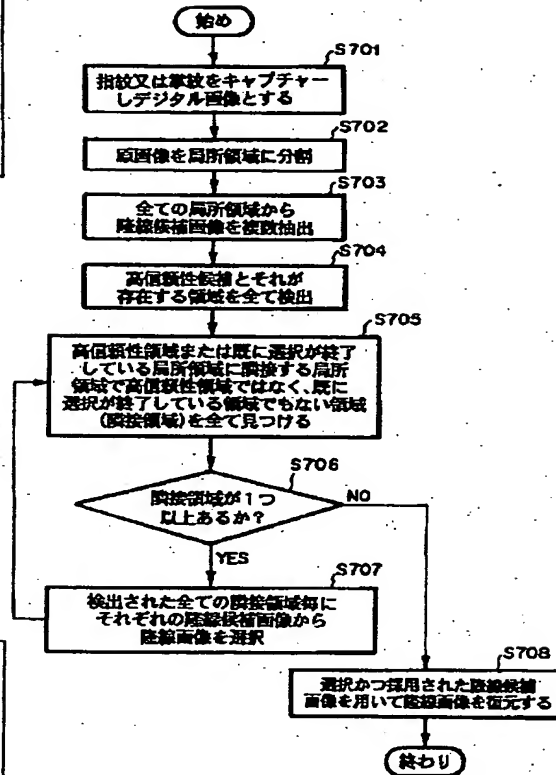 始め
S701
指紋又は掌紋をキャプチャー
しデジタル画像とする
S702
原画像を局所領域に分割
S703
全ての局所領域から
隆線候補画像を複数抽出
S704
高信頼性候補とそれが
存在する領域を全て検出
S705
高信頼性領域または既に選択が終了
している局所領域に隣接する局所
領域で高信頼性領域ではなく、既に
選択が終了している領域でもない領域
(隣接領域)を全て見つける
S706
隣接領域が1つ
以上あるか?
NO
YES
S707
検出された全ての隣接領域毎に
それぞれの隆線候補画像から
隆線画像を選択
S708
選択かつ採用された隆線候補
画像を用いて隆線画像を復元する
終わり